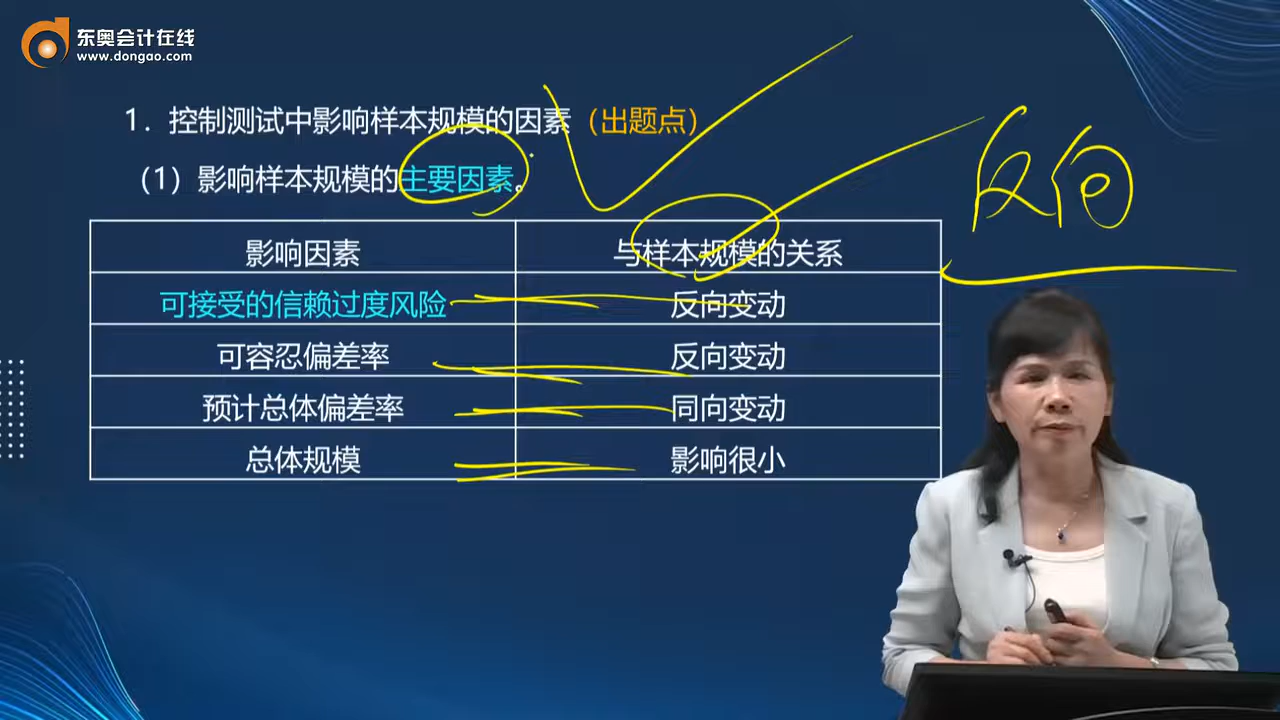 东奥会计在线
www.dongao.com
1. 控制测试中影响样本规模的因素（出题点）
（1）影响样本规模的主要因素。
反向
影响因素 与样本规模的关系
可接受的信赖过度风险 反向变动
可容忍偏差率 反向变动
预计总体偏差率 同向变动
总体规模 影响很小